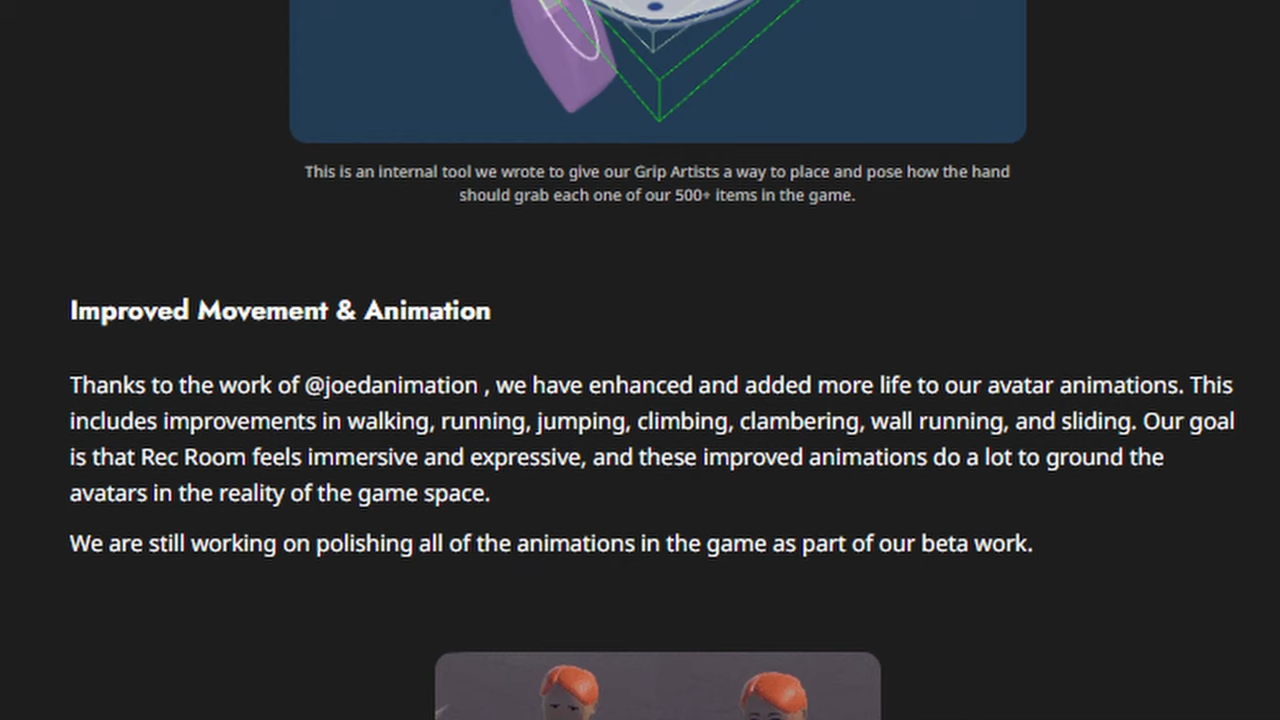 This is an internal tool we wrote to give our Grip Artists a way to place and pose how the hand
should grab each one of our 500+ items in the game.
Improved Movement & Animation
Thanks to the work of @joedanimation , we have enhanced and added more life to our avatar animations. This
includes improvements in walking, running, jumping, climbing, clambering, wall running, and sliding. Our goal
is that Rec Room feels immersive and expressive, and these improved animations do a lot to ground the
avatars in the reality of the game space.
We are still working on polishing all of the animations in the game as part of our beta work.